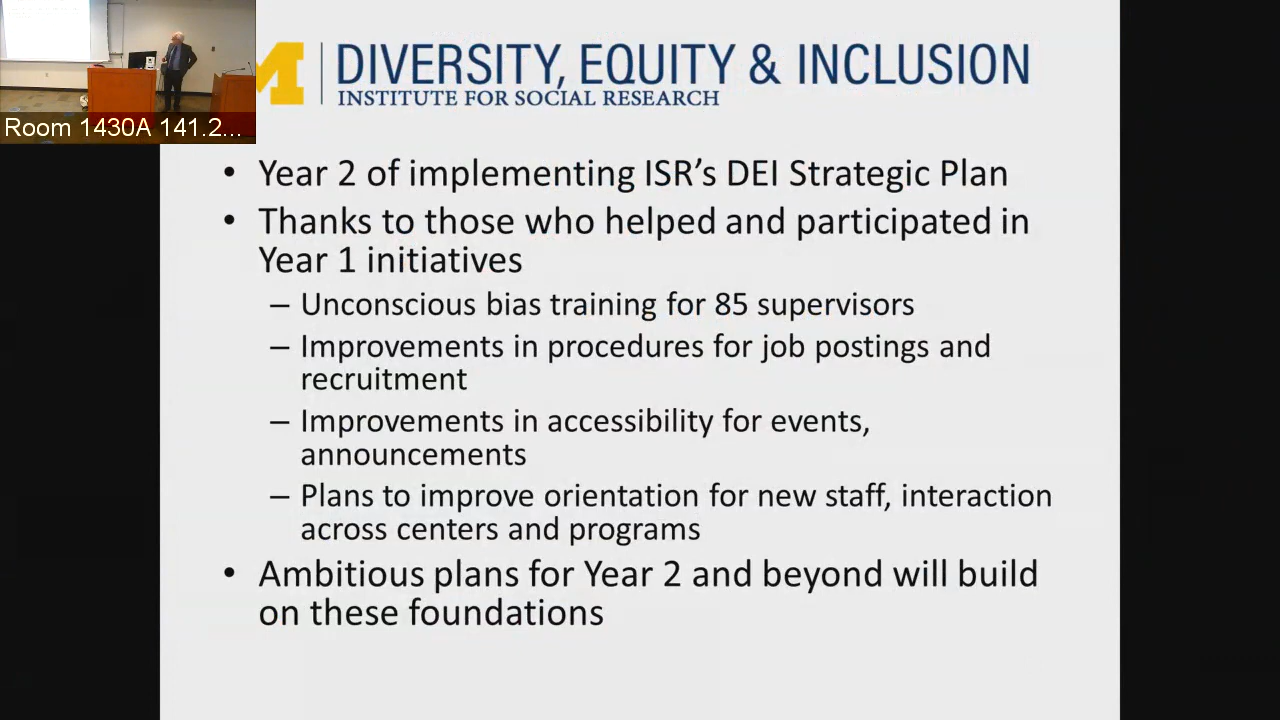 M
DIVERSITY, EQUITY & INCLUSION
INSTITUTE FOR SOCIAL RESEARCH
Room 1430A 141.2...
• Year 2 of implementing ISR’s DEI Strategic Plan
• Thanks to those who helped and participated in
Year 1 initiatives
– Unconscious bias training for 85 supervisors
– Improvements in procedures for job postings and
recruitment
– Improvements in accessibility for events,
announcements
– Plans to improve orientation for new staff, interaction
across centers and programs
• Ambitious plans for Year 2 and beyond will build
on these foundations